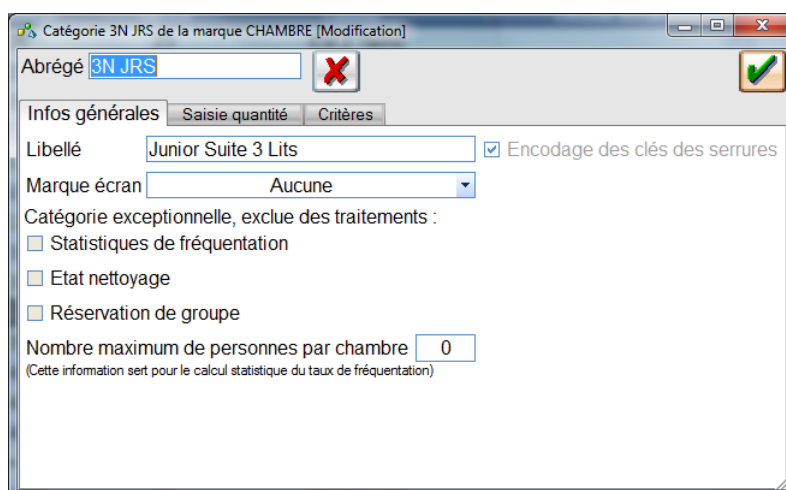 Catégorie 3N JRS de la marque CHAMBRE [Modification]
Abrégé 3N JRS
Infos générales Saisie quantité Critères
Libellé Junior Suite 3 Lits Encodage des clés des serrures
Marque écran Aucune
Catégorie exceptionnelle, exclue des traitements :
Statistiques de fréquentation
Etat nettoyage
Réservation de groupe
Nombre maximum de personnes par chambre 0
(Cette information sert pour le calcul statistique du taux de fréquentation)